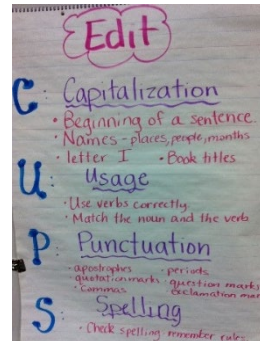 Edit
C: Capitalization
• Beginning of a sentence
• Names - places, people, months
• letter I • Book titles
U: Usage
• Use verbs correctly
• Match the noun and the verb
P: Punctuation
• apostrophes • periods
quotation marks • question marks
• Commas exclamation mar
S: Spelling
• Check spelling • remember rules